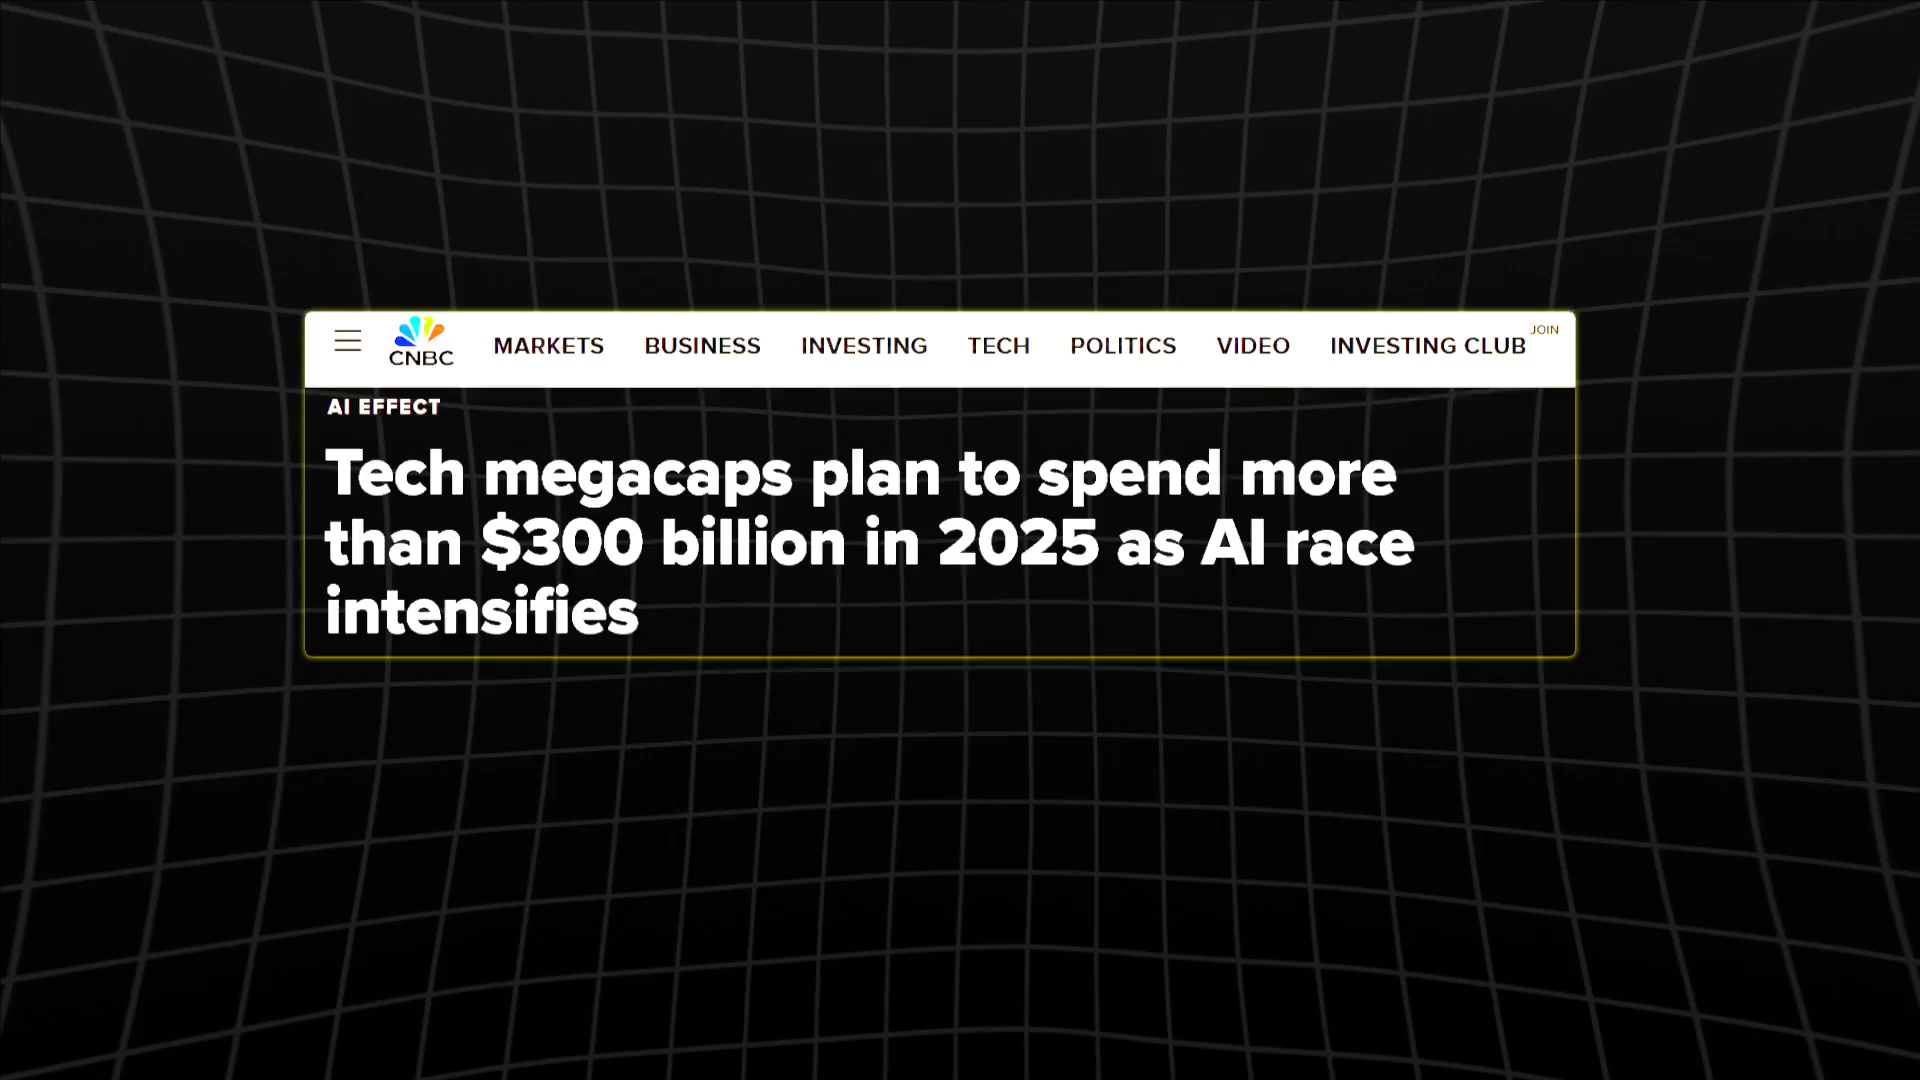 CNBC MARKETS BUSINESS INVESTING TECH POLITICS VIDEO INVESTING CLUB JOIN
AI EFFECT
Tech megacaps plan to spend more
than $300 billion in 2025 as AI race
intensifies